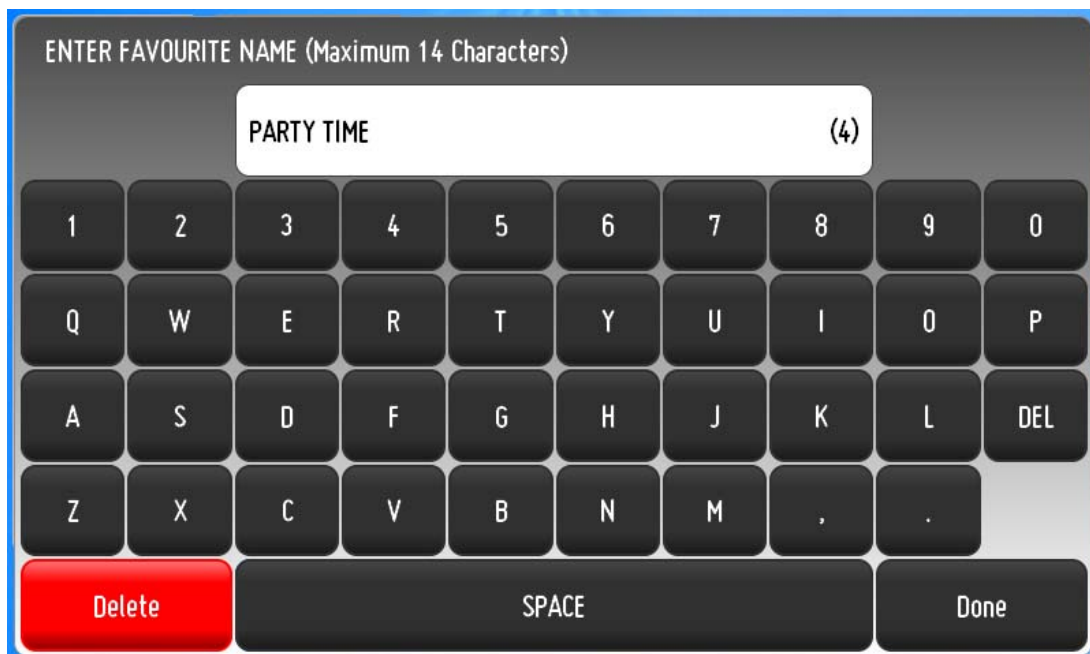 ENTER FAVOURITE NAME (Maximum 14 Characters)
PARTY TIME (4)
1 2 3 4 5 6 7 8 9 0
Q W E R T Y U I O P
A S D F G H J K L DEL
Z X C V B N M , .
Delete SPACE Done